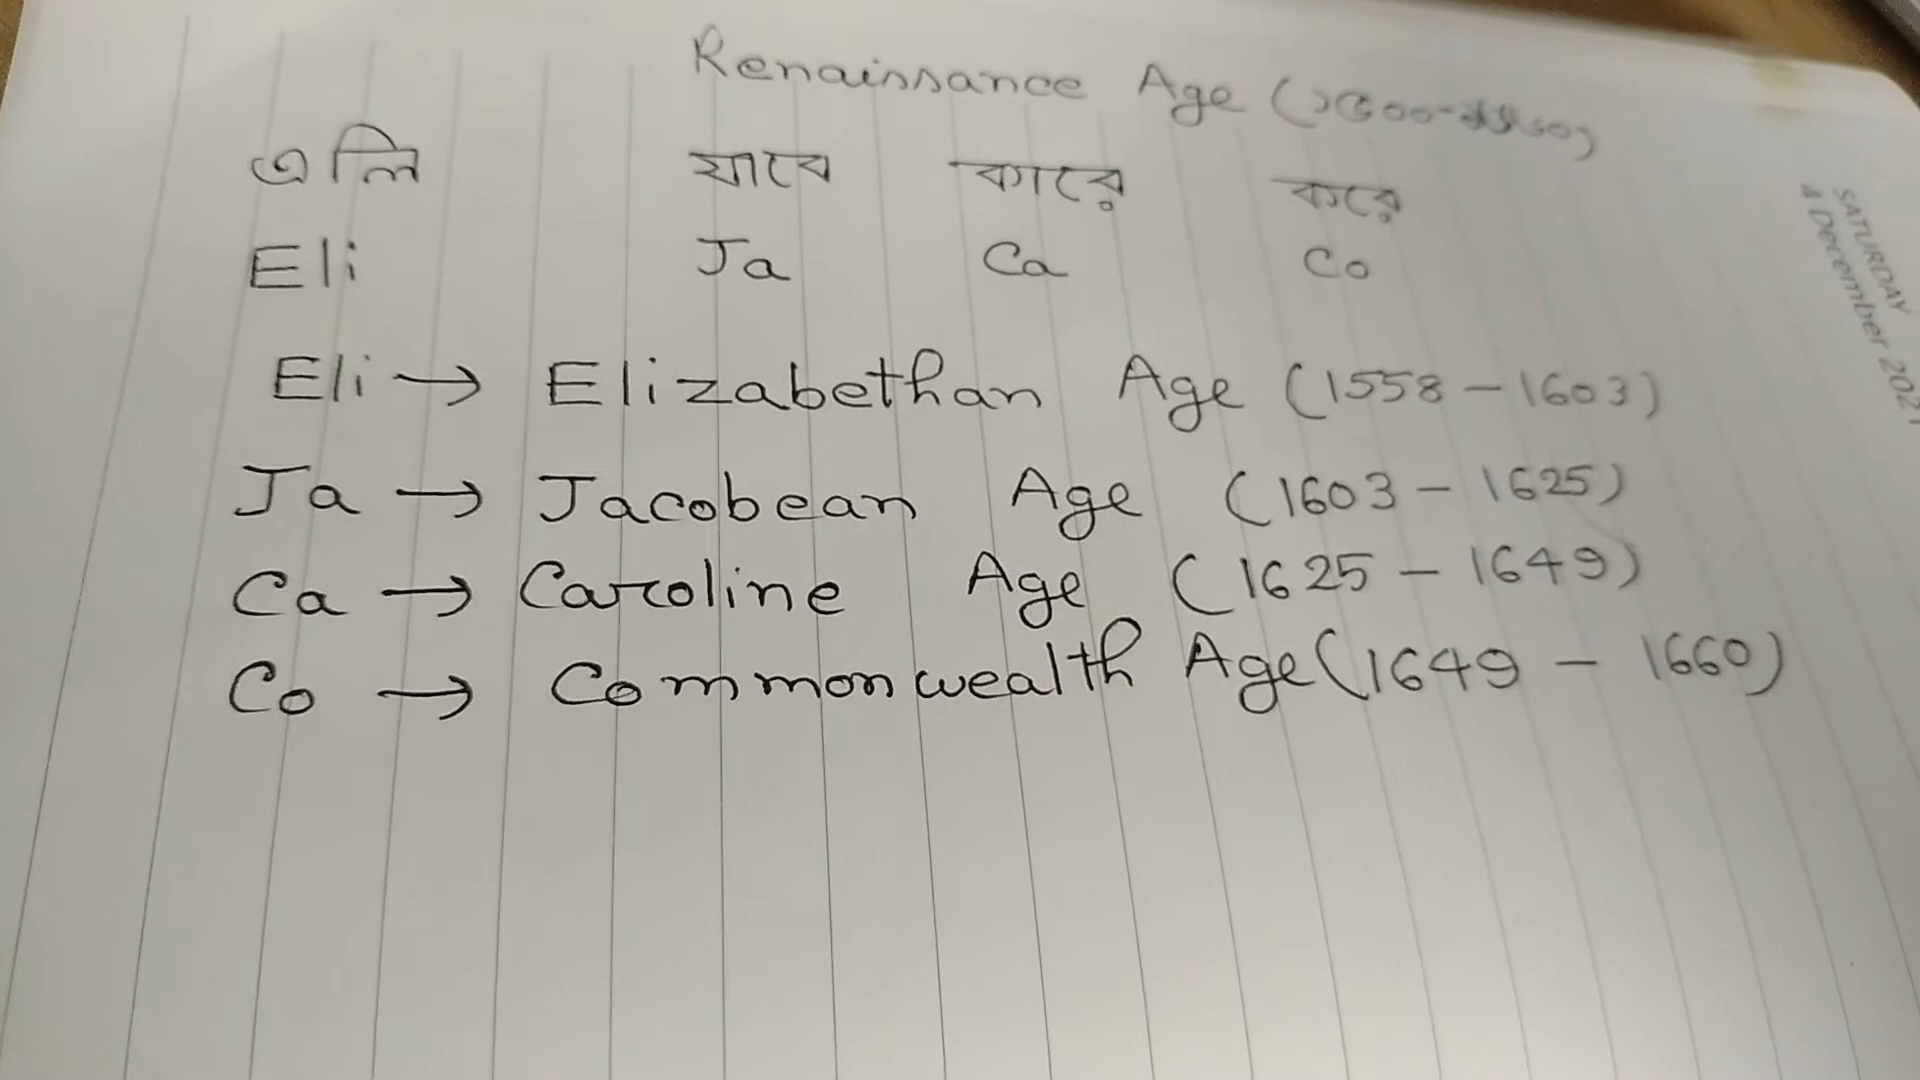 Renaissance Age (১৫০০-১৬৬০)
এলি যাবে কারে করে
Eli Ja Ca Co
Eli → Elizabethan Age (1558 – 1603)
Ja → Jacobean Age (1603 – 1625)
Ca → Caroline Age (1625 – 1649)
Co → Commonwealth Age (1649 – 1660)
SATURDAY
4 December 2021